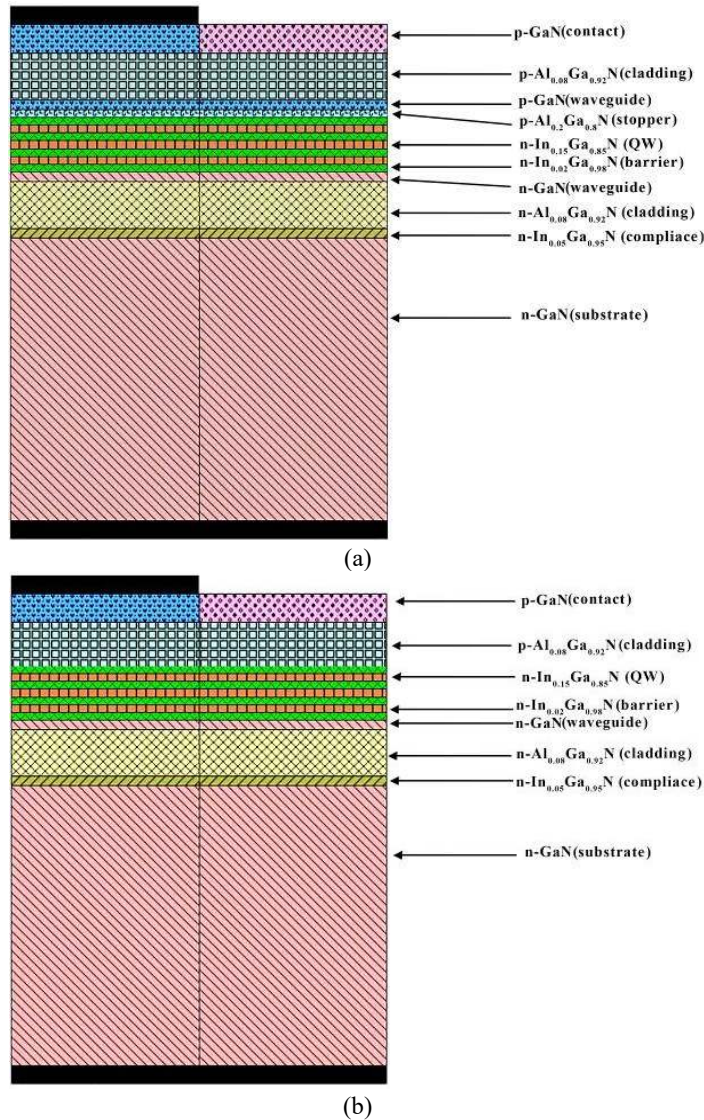 p-GaN(contact)
p-Al₀.₀₈Ga₀.₉₂N(cladding)
p-GaN(waveguide)
p-Al₀.₂Ga₀.₈N(stopper)
n-In₀.₁₅Ga₀.₈₅N (QW)
n-In₀.₀₂Ga₀.₉₈N(barrier)
n-GaN(waveguide)
n-Al₀.₀₈Ga₀.₉₂N (cladding)
n-In₀.₀₅Ga₀.₉₅N (compliace)
n-GaN(substrate)
(a)
p-GaN(contact)
p-Al₀.₀₈Ga₀.₉₂N (cladding)
n-In₀.₁₅Ga₀.₈₅N (QW)
n-In₀.₀₂Ga₀.₉₈N (barrier)
n-GaN(waveguide)
n-Al₀.₀₈Ga₀.₉₂N (cladding)
n-In₀.₀₅Ga₀.₉₅N (compliace)
n-GaN(substrate)
(b)